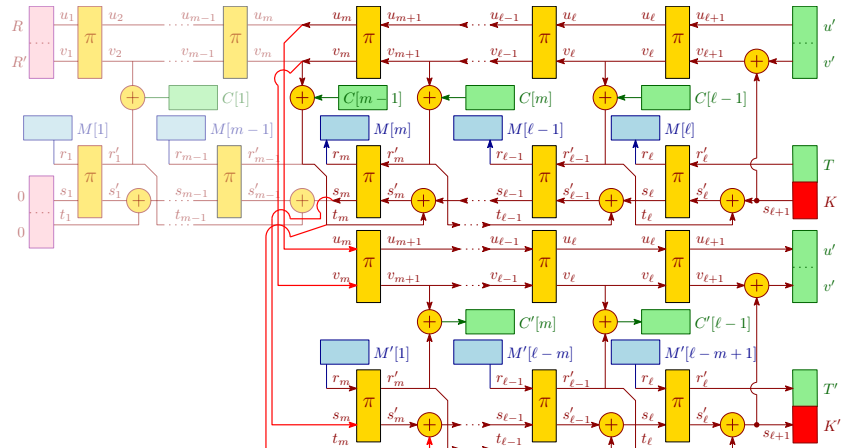 R u₁ π u₂ ····· uₘ₋₁ π uₘ uₘ π uₘ₊₁ ····· uℓ₋₁ π uℓ uℓ π uℓ₊₁ u′
R′ v₁ v₂ ····· vₘ₋₁ vₘ vₘ vₘ₊₁ ····· vℓ₋₁ vℓ vℓ vℓ₊₁ + v′
+ C[1] + C[m−1] + C[m] + C[ℓ−1]
M[1] M[m−1] M[m] M[ℓ−1] M[ℓ]
r₁ r′₁ rₘ₋₁ r′ₘ₋₁ rₘ r′ₘ rℓ₋₁ r′ℓ₋₁ rℓ r′ℓ T
π π π π π
0 s₁ s′₁ + sₘ₋₁ s′ₘ₋₁ + sₘ s′ₘ + sℓ₋₁ s′ℓ₋₁ + sℓ s′ℓ + sℓ₊₁ K
0 t₁ tₘ₋₁ tₘ tℓ₋₁ tℓ
uₘ π uₘ₊₁ ····· uℓ₋₁ π uℓ π uℓ₊₁ u′
vₘ vₘ₊₁ ····· vℓ₋₁ vℓ vℓ₊₁ + v′
+ C′[m] + C′[ℓ−1]
M′[1] M′[ℓ−m] M′[ℓ−m+1]
rₘ r′ₘ rℓ₋₁ r′ℓ₋₁ rℓ r′ℓ T′
π π π
sₘ s′ₘ + sℓ₋₁ s′ℓ₋₁ + sℓ s′ℓ + sℓ₊₁ K′
tₘ tℓ₋₁ tℓ